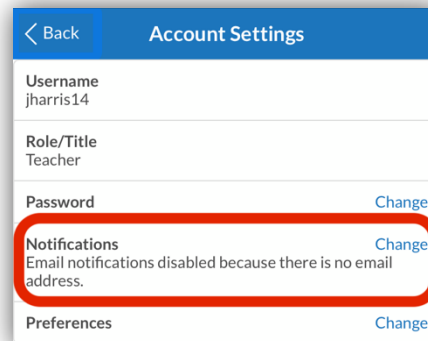 Back Account Settings
Username
jharris14
Role/Title
Teacher
Password Change
Notifications Change
Email notifications disabled because there is no email
address.
Preferences Change